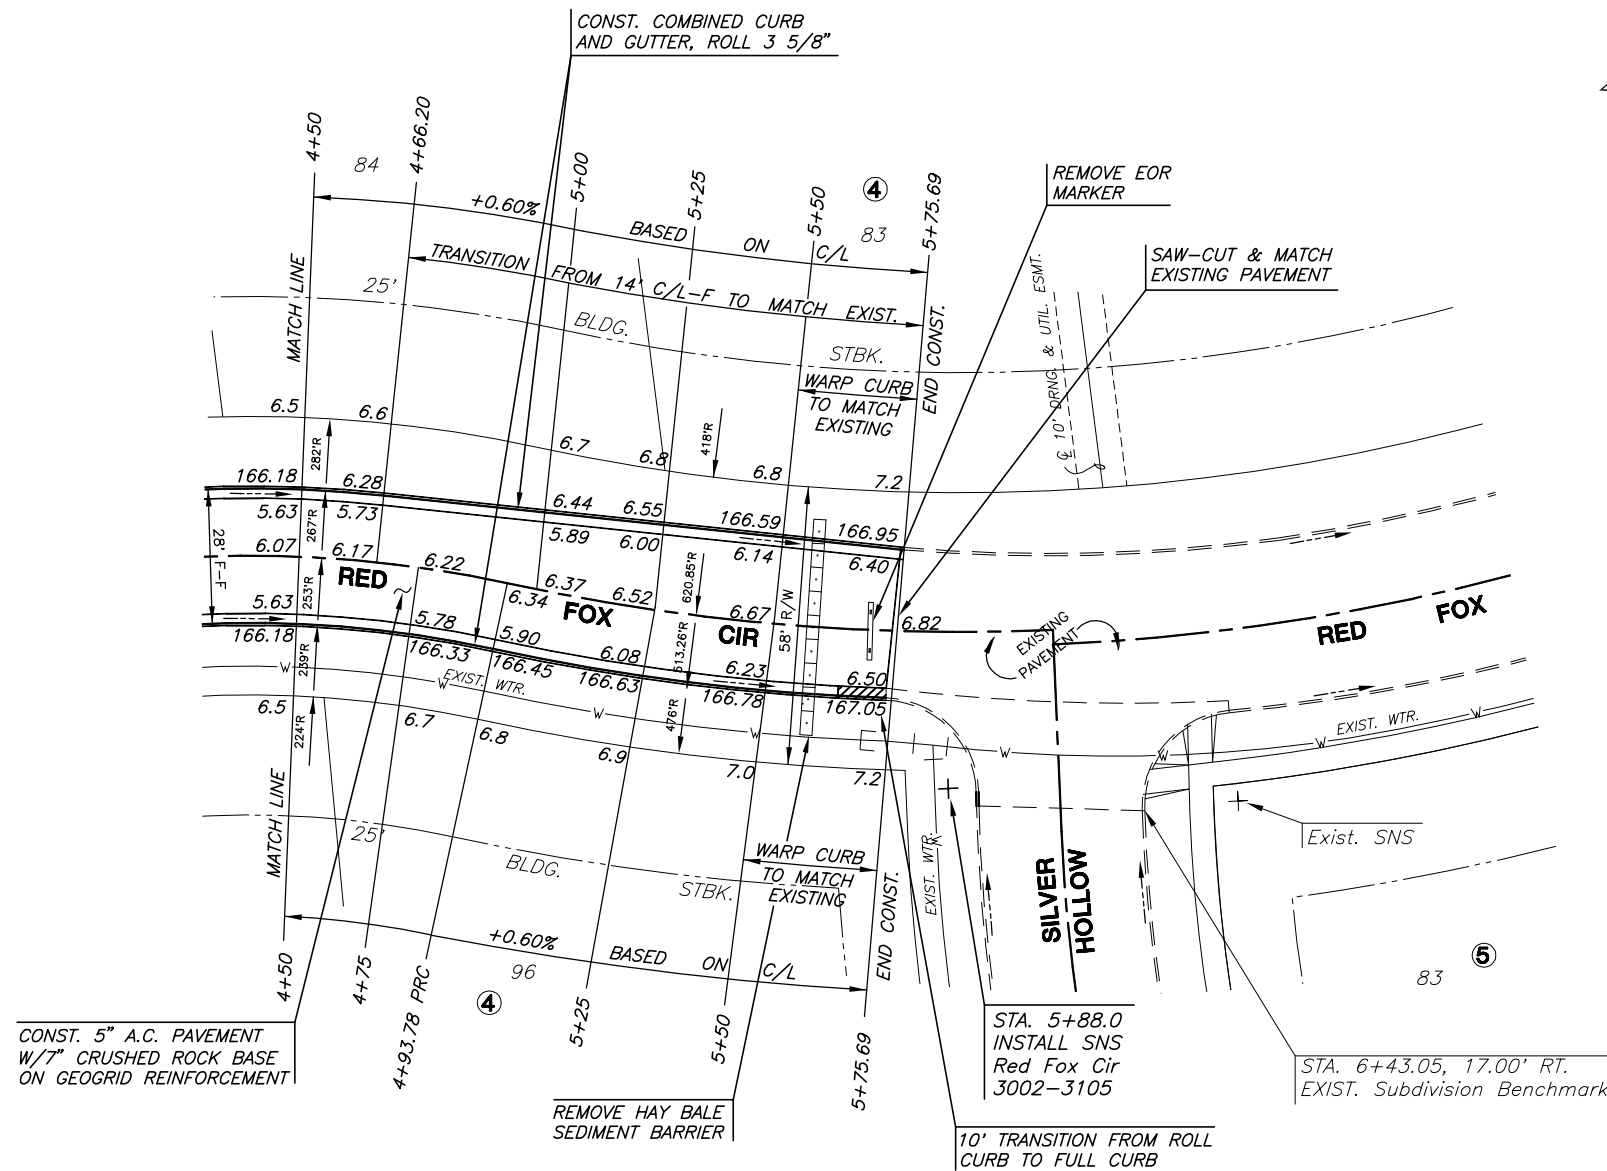 CONST. COMBINED CURB
AND GUTTER, ROLL 3 5/8"
4+50
84
4+66.20
5+00
5+25
5+50
④
83
5+75.69
REMOVE EOR
MARKER
SAW-CUT & MATCH
EXISTING PAVEMENT
+0.60%
BASED ON C/L
TRANSITION FROM 14' C/L-F TO MATCH EXIST.
MATCH LINE
25'
BLDG.
STBK.
END CONST.
WARP CURB
TO MATCH
EXISTING
℄ 10' DRNG. & UTIL. ESMT.
6.5
6.6
6.7
6.8
6.8
7.2
282'R
418'R
166.18
6.28
6.44
6.55
166.59
166.95
5.63
5.73
5.89
6.00
6.14
6.40
267'R
28' F-F
6.07
6.17
6.22
6.37
6.34
6.52
6.67
6.82
RED
FOX
CIR
620.85'R
58' R/W
EXISTING
PAVEMENT
RED
FOX
253'R
5.63
5.78
5.90
6.08
6.23
6.50
166.18
166.33
166.45
166.63
166.78
167.05
513.26'R
239'R
W
W
EXIST. WTR.
W
W
W
W
W
EXIST. WTR.
W
6.5
6.7
6.8
6.9
7.0
7.2
224'R
476'R
MATCH LINE
25'
BLDG.
STBK.
WARP CURB
TO MATCH
EXISTING
END CONST.
EXIST. WTR.
SILVER
HOLLOW
Exist. SNS
⑤
83
+0.60%
BASED ON C/L
96
④
4+50
4+75
4+93.78 PRC
5+25
5+50
5+75.69
CONST. 5" A.C. PAVEMENT
W/7" CRUSHED ROCK BASE
ON GEOGRID REINFORCEMENT
REMOVE HAY BALE
SEDIMENT BARRIER
STA. 5+88.0
INSTALL SNS
Red Fox Cir
3002-3105
10' TRANSITION FROM ROLL
CURB TO FULL CURB
STA. 6+43.05, 17.00' RT.
EXIST. Subdivision Benchmark